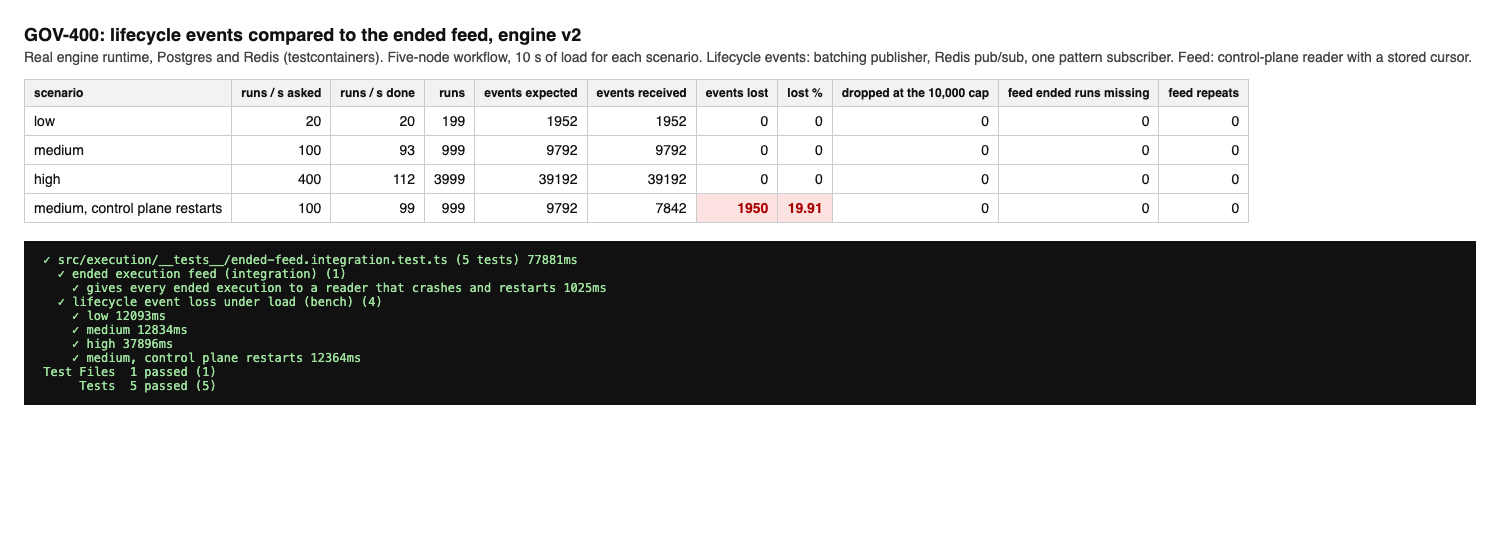 GOV-400: lifecycle events compared to the ended feed, engine v2
Real engine runtime, Postgres and Redis (testcontainers). Five-node workflow, 10 s of load for each scenario. Lifecycle events: batching publisher, Redis pub/sub, one pattern subscriber. Feed: control-plane reader with a stored cursor.
scenario runs / s asked runs / s done runs events expected events received events lost lost % dropped at the 10,000 cap feed ended runs missing feed repeats
low 20 20 199 1952 1952 0 0 0 0 0
medium 100 93 999 9792 9792 0 0 0 0 0
high 400 112 3999 39192 39192 0 0 0 0 0
medium, control plane restarts 100 99 999 9792 7842 1950 19.91 0 0 0
✓ src/execution/__tests__/ended-feed.integration.test.ts (5 tests) 77881ms
✓ ended execution feed (integration) (1)
✓ gives every ended execution to a reader that crashes and restarts 1025ms
✓ lifecycle event loss under load (bench) (4)
✓ low 12093ms
✓ medium 12834ms
✓ high 37896ms
✓ medium, control plane restarts 12364ms
Test Files 1 passed (1)
Tests 5 passed (5)